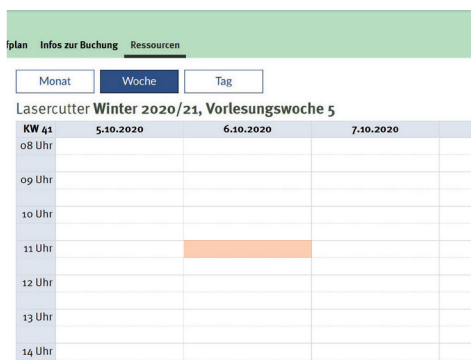 fplan Infos zur Buchung Ressourcen
Monat Woche Tag
Lasercutter Winter 2020/21, Vorlesungswoche 5
KW 41 5.10.2020 6.10.2020 7.10.2020
08 Uhr
09 Uhr
10 Uhr
11 Uhr
12 Uhr
13 Uhr
14 Uhr